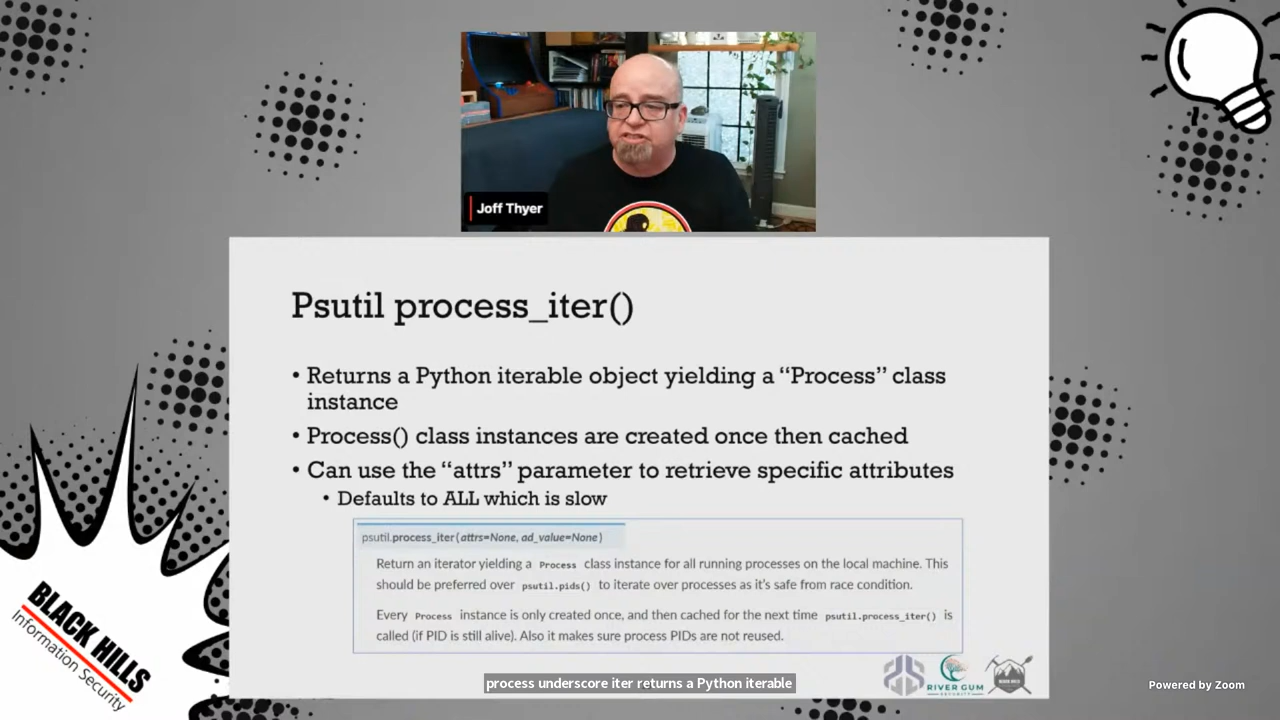 Joff Thyer
Psutil process_iter()
• Returns a Python iterable object yielding a “Process” class
instance
• Process() class instances are created once then cached
• Can use the “attrs” parameter to retrieve specific attributes
• Defaults to ALL which is slow
psutil.process_iter(attrs=None, ad_value=None)
Return an iterator yielding a Process class instance for all running processes on the local machine. This
should be preferred over psutil.pids() to iterate over processes as it’s safe from race condition.
Every Process instance is only created once, and then cached for the next time psutil.process_iter() is
called (if PID is still alive). Also it makes sure process PIDs are not reused.
BLACK HILLS
Information Security
RIVER GUM
SECURITY
process underscore iter returns a Python iterable
Powered by Zoom